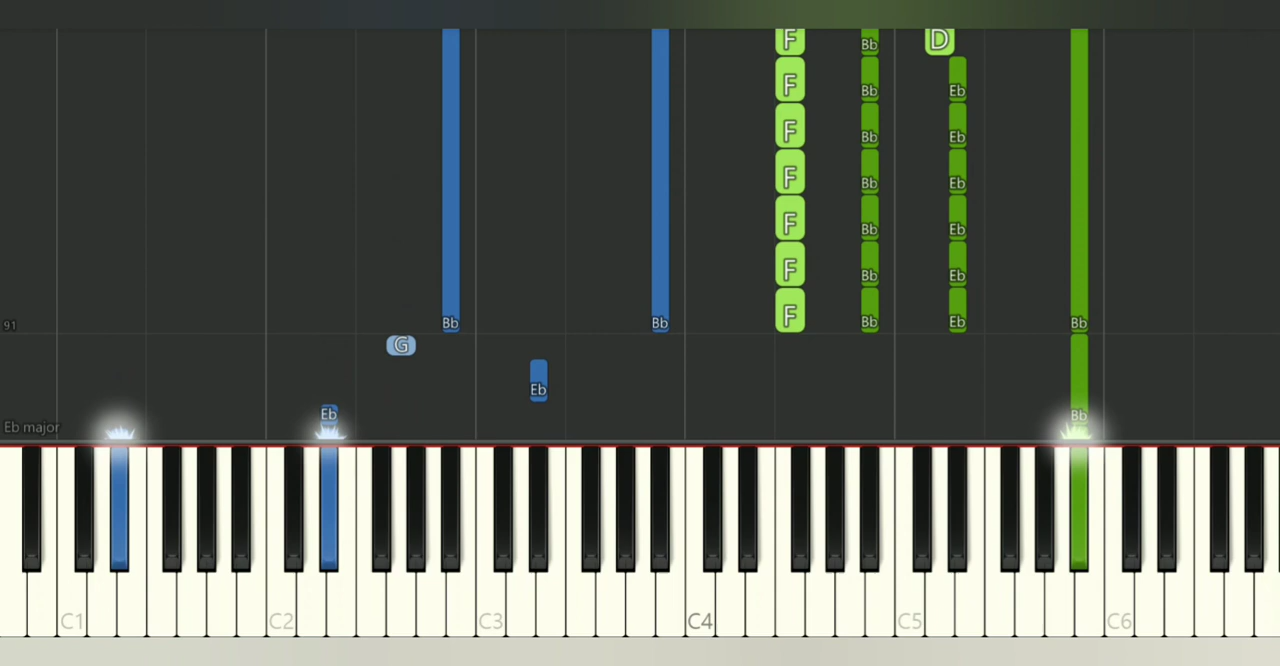 F Bb D
F Bb Eb
F Bb Eb
F Bb Eb
F Bb Eb
F Bb Eb
91 Bb Bb F Bb Eb Bb
G
Eb
Eb Bb
Eb major
C1 C2 C3 C4 C5 C6